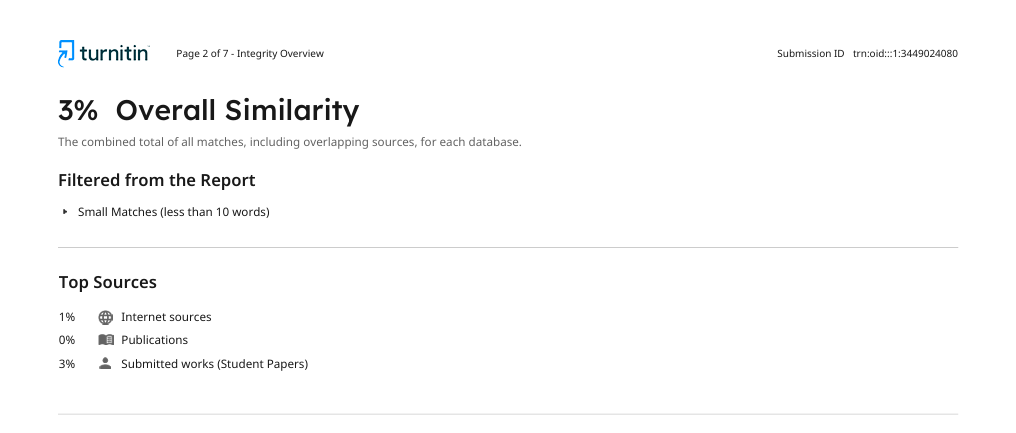 turnitin Page 2 of 7 - Integrity Overview Submission ID trn:oid:::1:3449024080
3% Overall Similarity
The combined total of all matches, including overlapping sources, for each database.
Filtered from the Report
Small Matches (less than 10 words)
Top Sources
1% Internet sources
0% Publications
3% Submitted works (Student Papers)